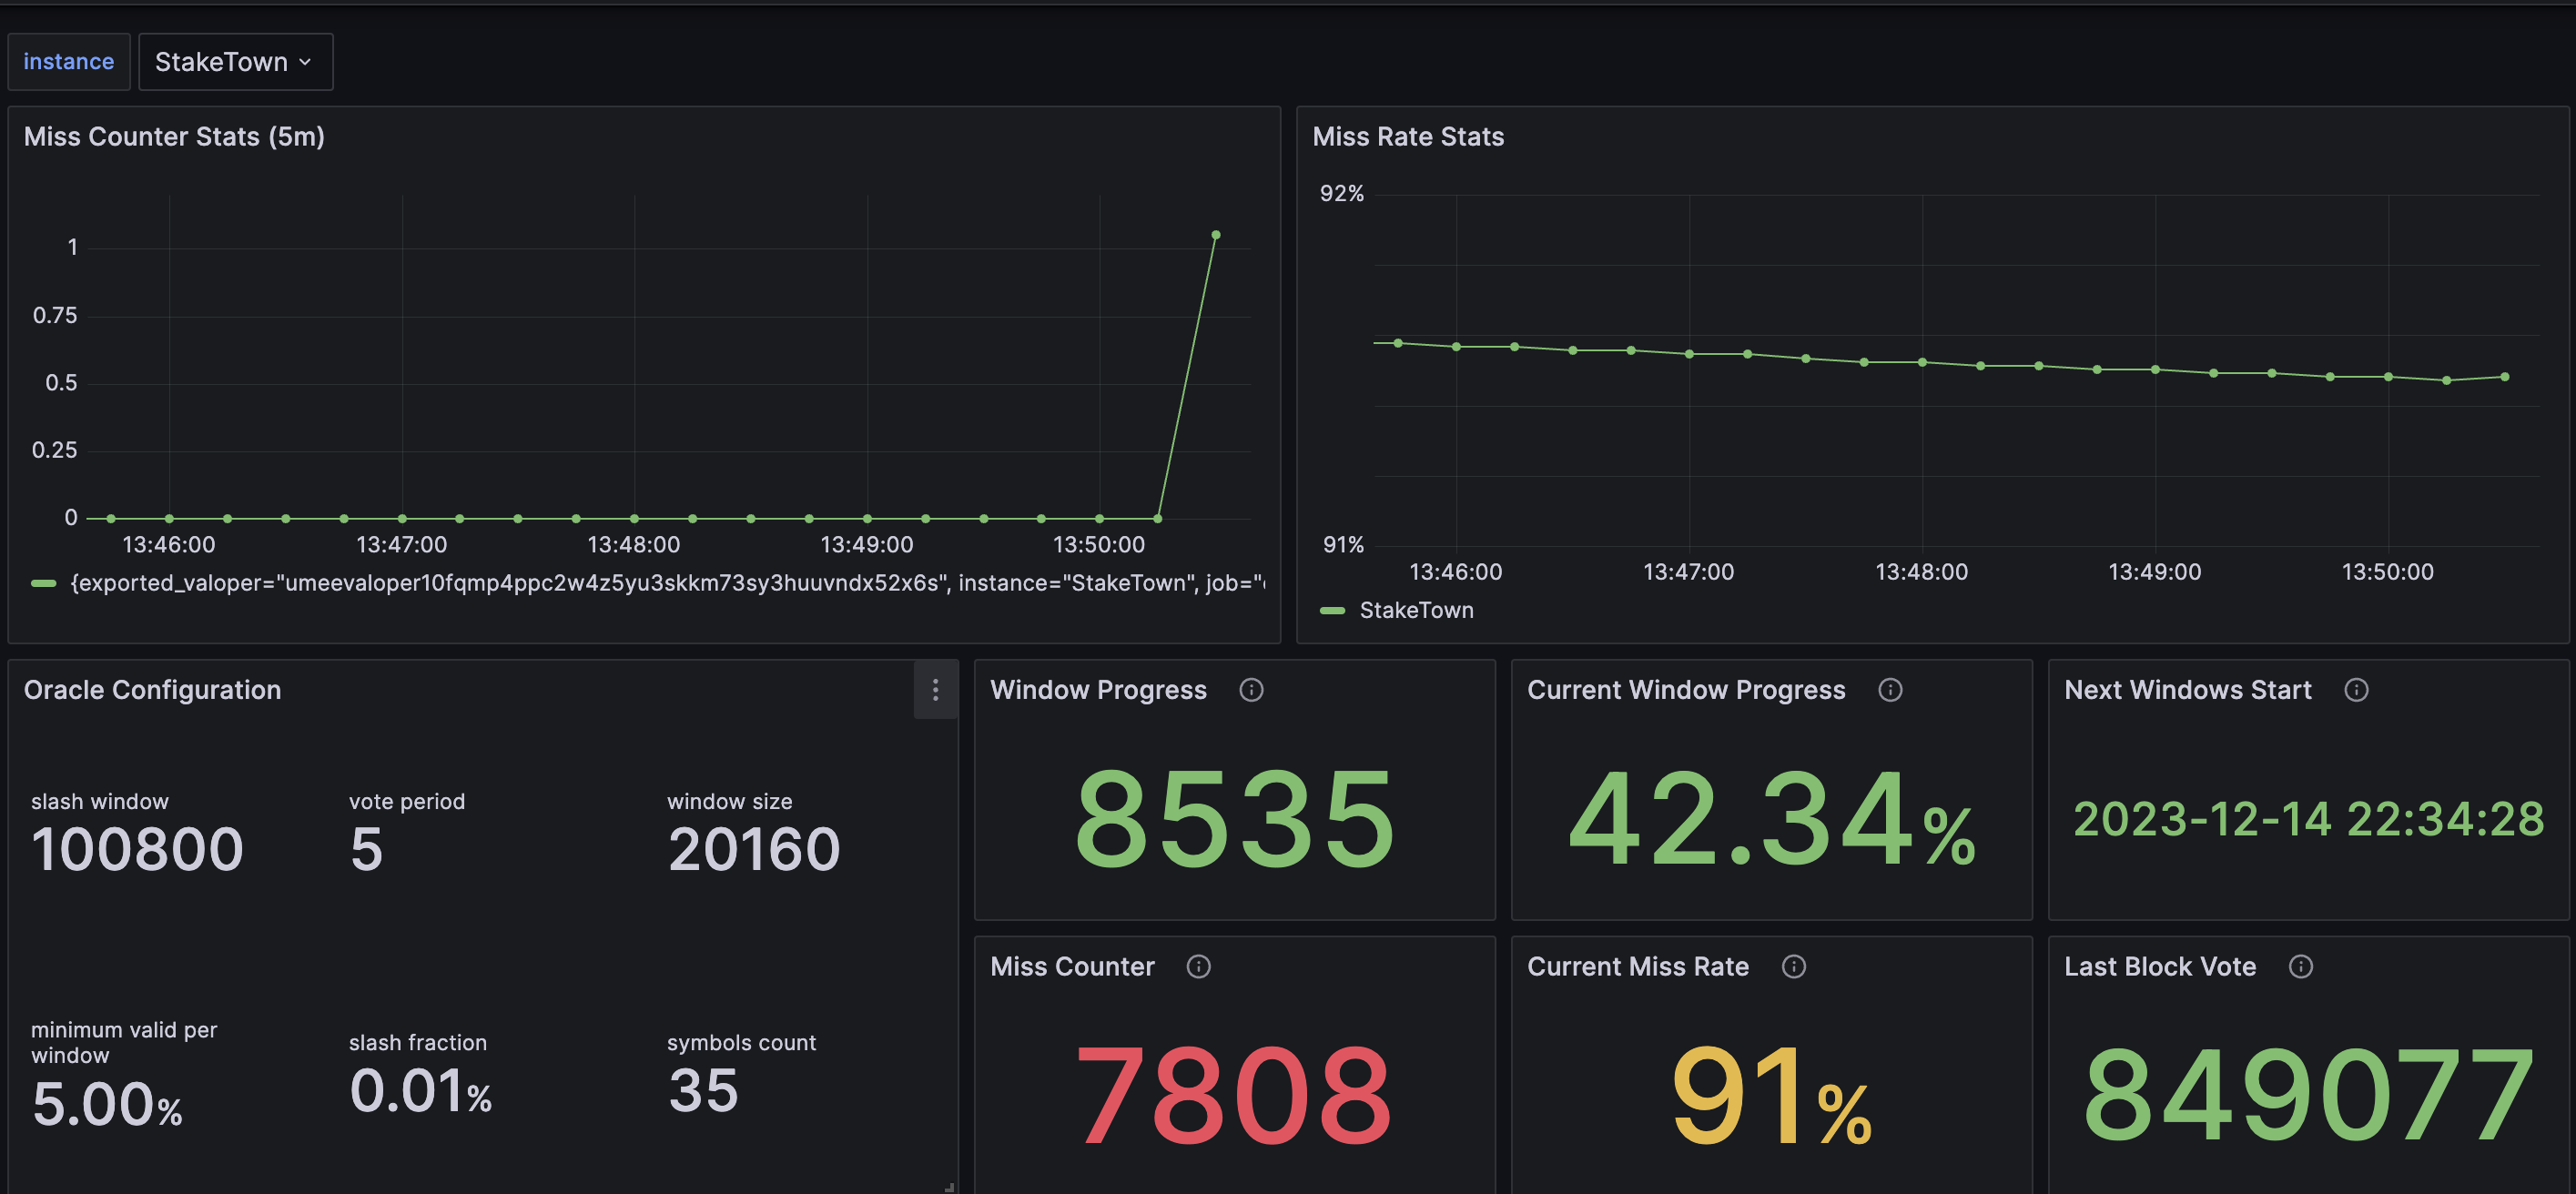 instance StakeTown
Miss Counter Stats (5m)
1
0.75
0.5
0.25
0
13:46:00 13:47:00 13:48:00 13:49:00 13:50:00
{exported_valoper="umeevaloper10fqmp4ppc2w4z5yu3skkm73sy3huuvndx52x6s", instance="StakeTown", job="
Miss Rate Stats
92%
91%
13:46:00 13:47:00 13:48:00 13:49:00 13:50:00
StakeTown
Oracle Configuration
slash window
100800
vote period
5
window size
20160
minimum valid per
window
5.00%
slash fraction
0.01%
symbols count
35
Window Progress
8535
Current Window Progress
42.34%
Next Windows Start
2023-12-14 22:34:28
Miss Counter
7808
Current Miss Rate
91%
Last Block Vote
849077